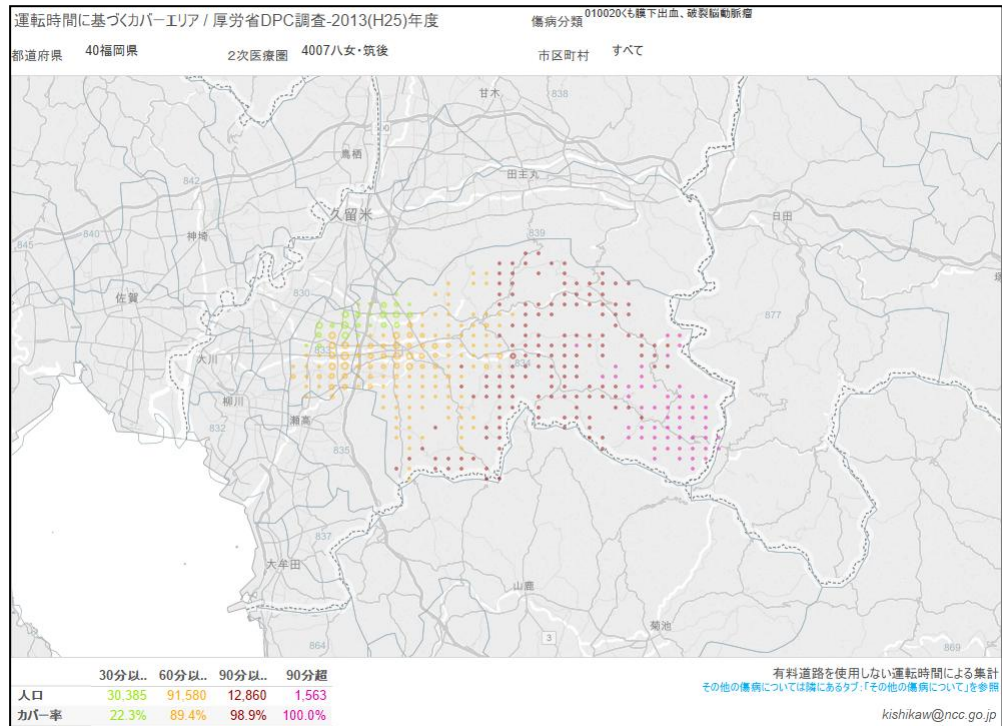 運転時間に基づくカバーエリア / 厚労省DPC調査-2013(H25)年度
傷病分類 010020くも膜下出血、破裂脳動脈瘤
都道府県 40福岡県 2次医療圏 4007八女・筑後 市区町村 すべて
甘木 838
鳥栖
842 田主丸
久留米
日田
845 840 神埼 839
佐賀 830
877
大川 834
柳川
832 瀬高
835
837
大牟田
山鹿
菊池
3
864 869
30分以.. 60分以.. 90分以.. 90分超
人口 30,385 91,580 12,860 1,563
カバー率 22.3% 89.4% 98.9% 100.0%
有料道路を使用しない運転時間による集計
その他の傷病については隣にあるタブ:「その他の傷病について」を参照
kishikaw@ncc.go.jp